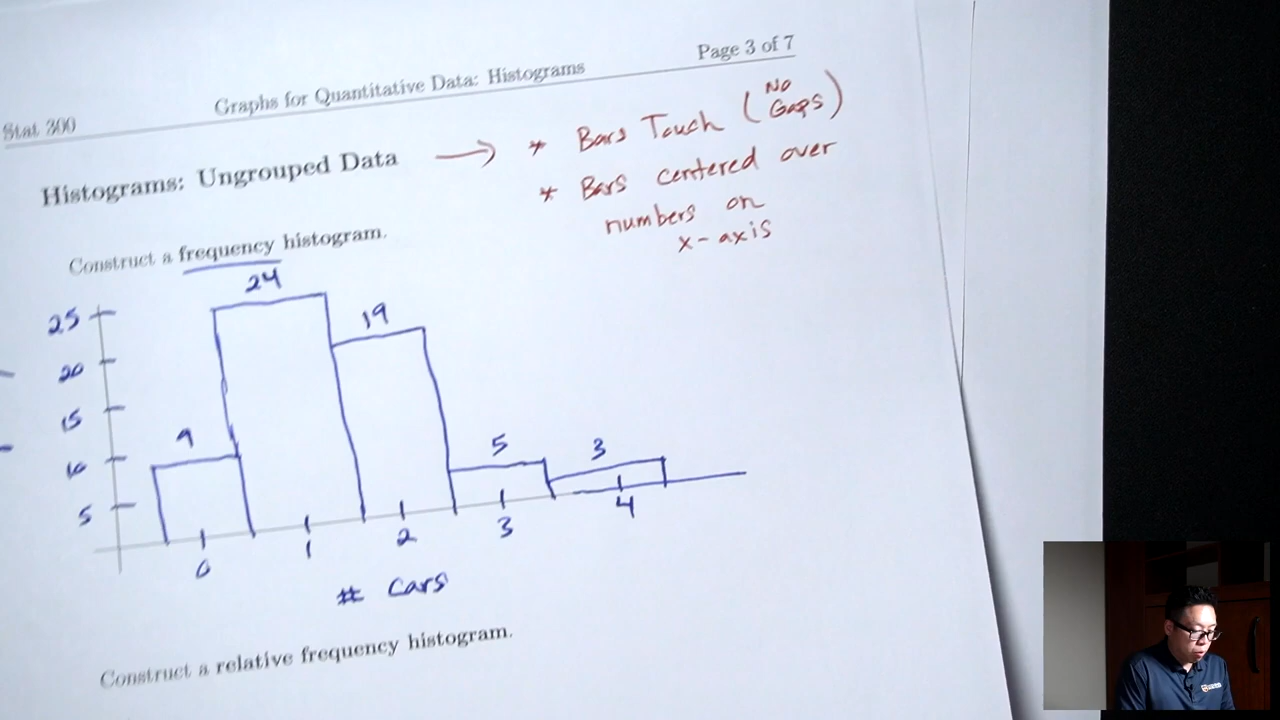 Stat 300
Graphs for Quantitative Data: Histograms
Page 3 of 7
Histograms: Ungrouped Data
* Bars Touch (No Gaps)
* Bars centered over
numbers on
x-axis
Construct a frequency histogram.
24
25
19
20
15
9
10
5
3
5
0
1
2
3
4
# Cars
Construct a relative frequency histogram.